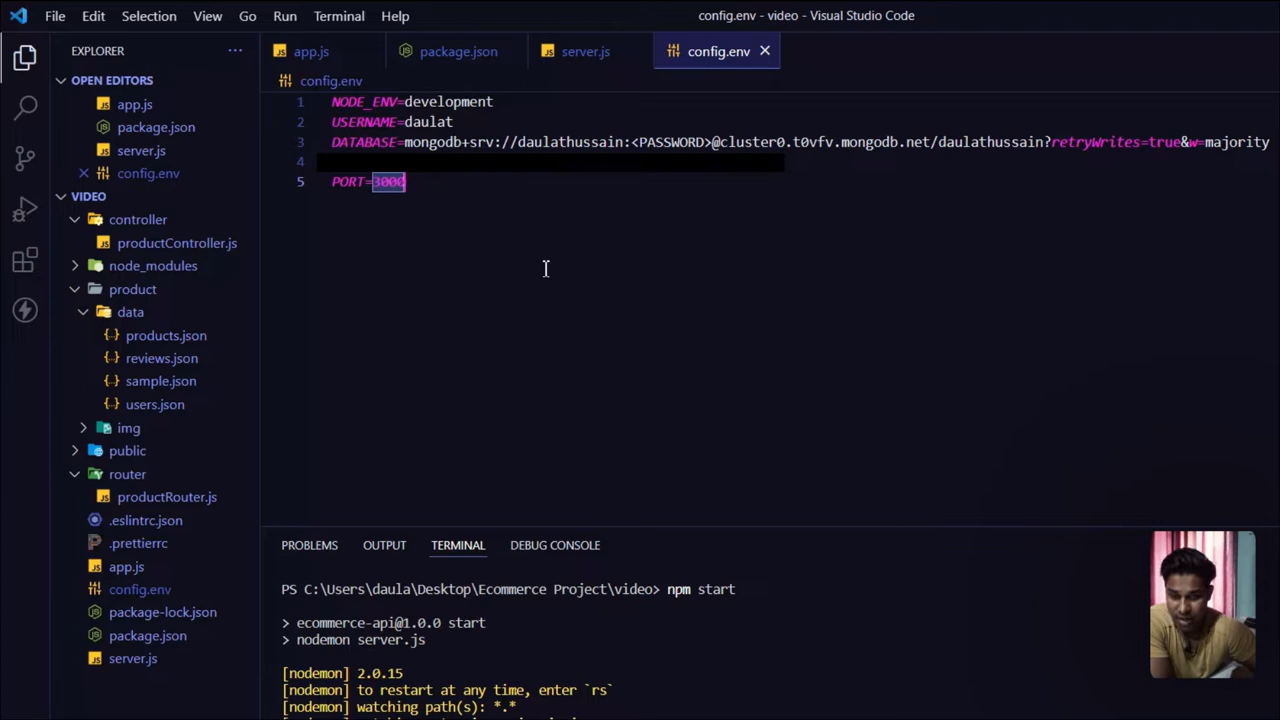 File Edit Selection View Go Run Terminal Help config.env - video - Visual Studio Code
EXPLORER ...
OPEN EDITORS
app.js
package.json
server.js
config.env
VIDEO
controller
productController.js
node_modules
product
data
products.json
reviews.json
sample.json
users.json
img
public
router
productRouter.js
.eslintrc.json
.prettierrc
app.js
config.env
package-lock.json
package.json
server.js
app.js package.json server.js config.env
config.env
1 NODE_ENV=development
2 USERNAME=daulat
3 DATABASE=mongodb+srv://daulathussain:<PASSWORD>@cluster0.t0vfv.mongodb.net/daulathussain?retryWrites=true&w=majority
4
5 PORT=3000
PROBLEMS OUTPUT TERMINAL DEBUG CONSOLE
PS C:\Users\daula\Desktop\Ecommerce Project\video> npm start
> ecommerce-api@1.0.0 start
> nodemon server.js
[nodemon] 2.0.15
[nodemon] to restart at any time, enter `rs`
[nodemon] watching path(s): *.*